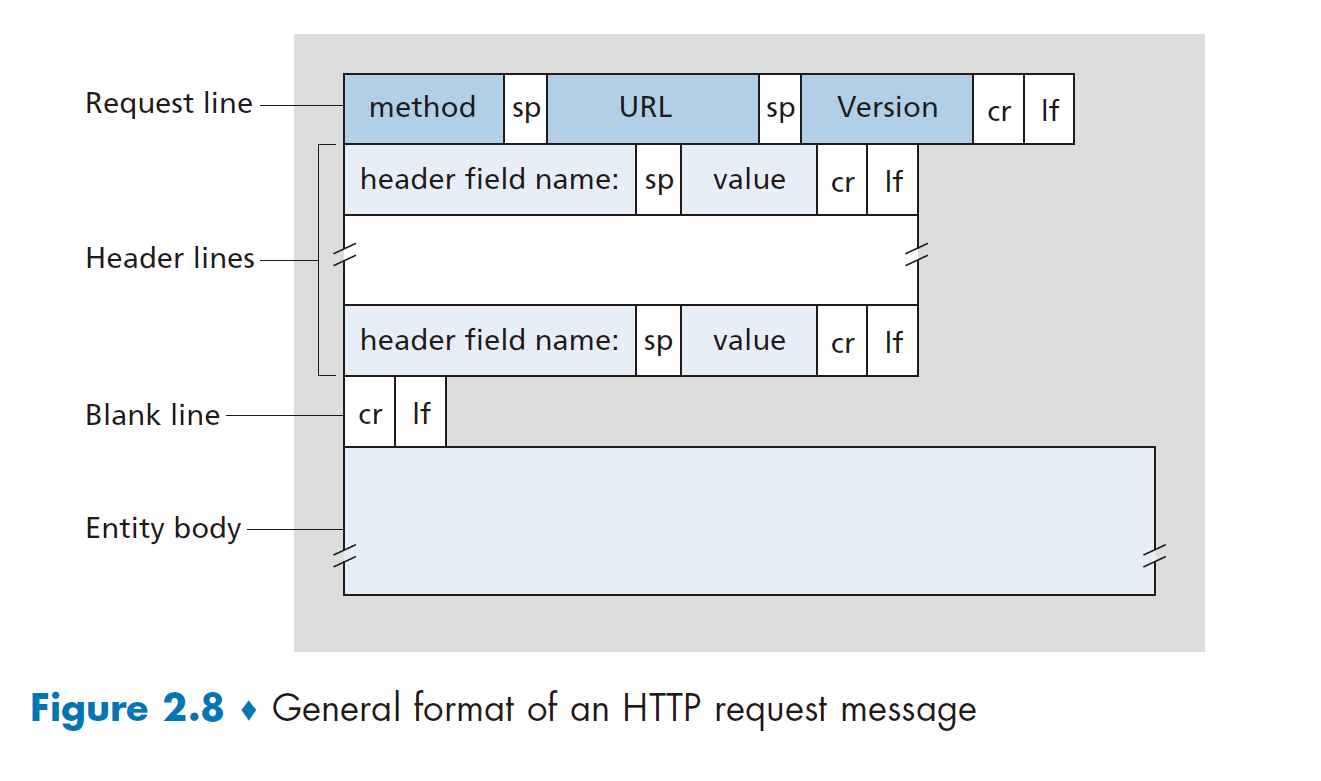 Request line method sp URL sp Version cr lf
header field name: sp value cr lf
Header lines
header field name: sp value cr lf
Blank line cr lf
Entity body
Figure 2.8 ♦ General format of an HTTP request message